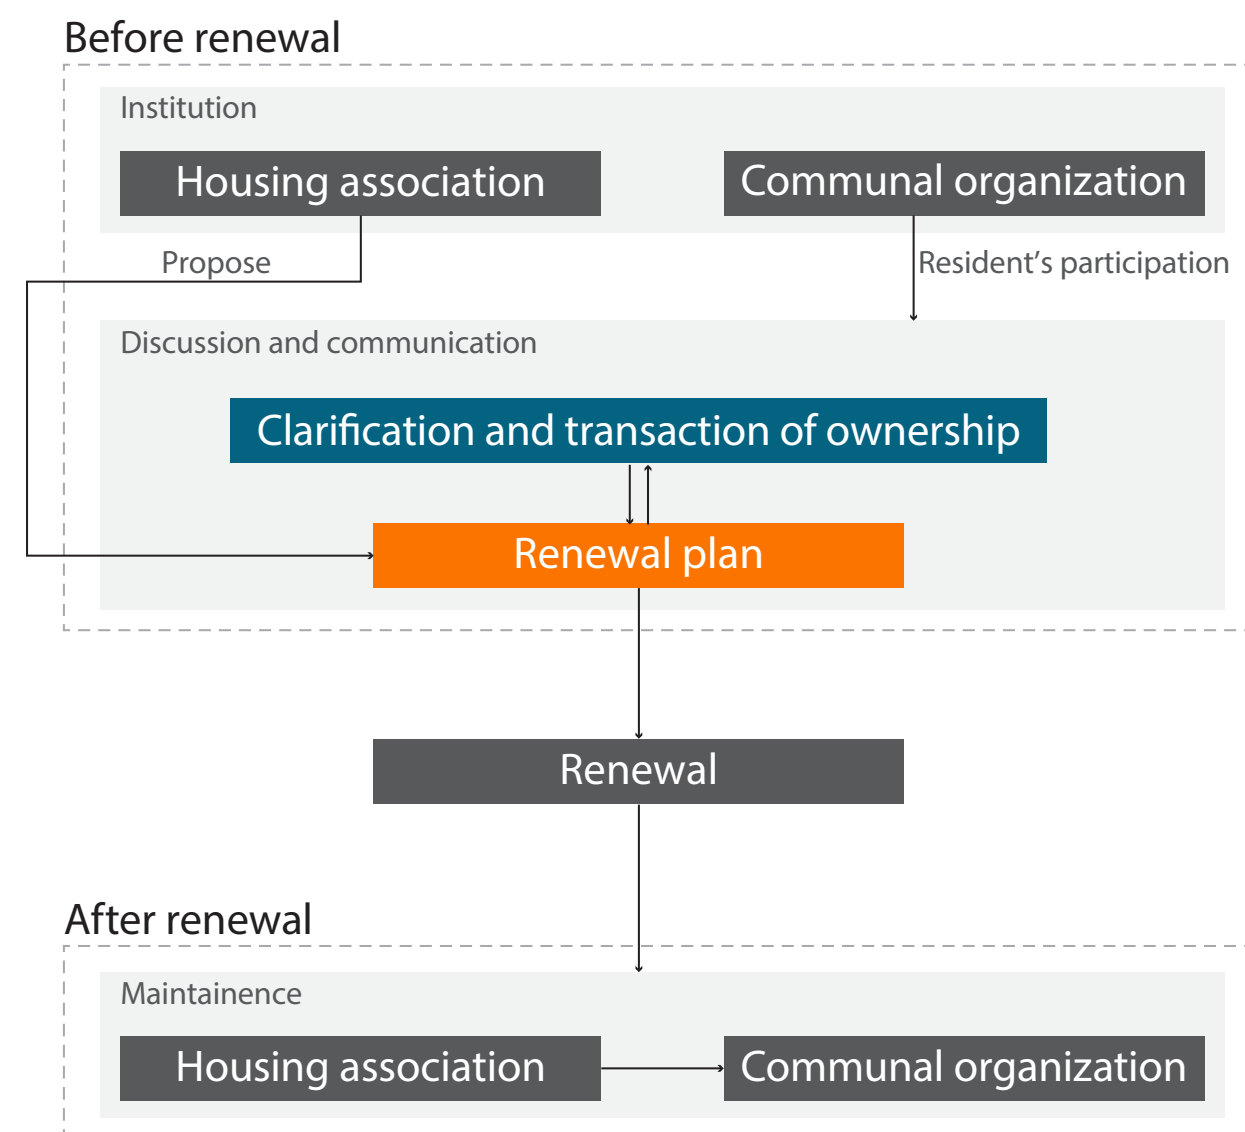 Before renewal
Institution
Housing association
Communal organization
Propose
Resident's participation
Discussion and communication
Clarification and transaction of ownership
Renewal plan
Renewal
After renewal
Maintainence
Housing association
Communal organization